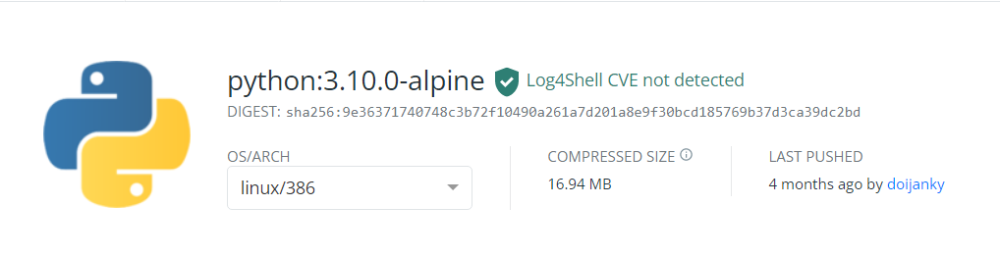 python:3.10.0-alpine Log4Shell CVE not detected
DIGEST: sha256:9e36371740748c3b72f10490a261a7d201a8e9f30bcd185769b37d3ca39dc2bd
OS/ARCH
linux/386
COMPRESSED SIZE
16.94 MB
LAST PUSHED
4 months ago by doijanky